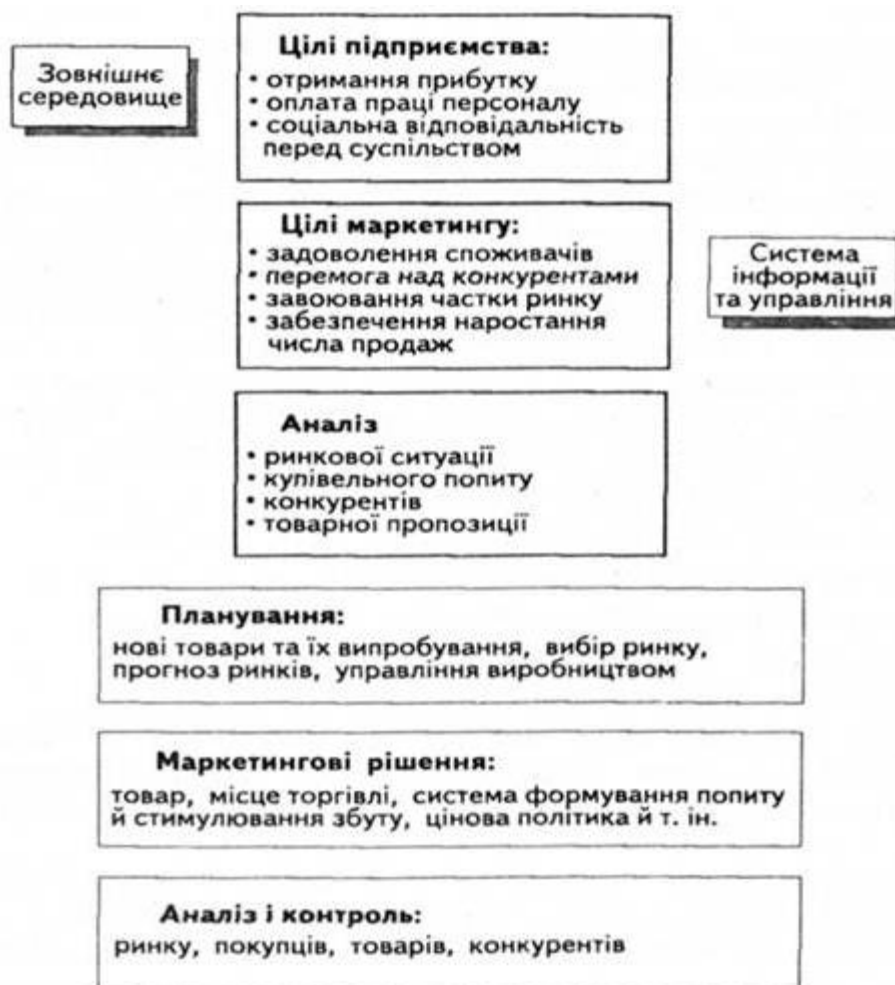 Зовнішнє
середовище
Цілі підприємства:
• отримання прибутку
• оплата праці персоналу
• соціальна відповідальність
перед суспільством
Цілі маркетингу:
• задоволення споживачів
• перемога над конкурентами
• завоювання частки ринку
• забезпечення наростання
числа продаж
Система
інформації
та управління
Аналіз
• ринкової ситуації
• купівельного попиту
• конкурентів
• товарної пропозиції
Планування:
нові товари та їх випробування, вибір ринку,
прогноз ринків, управління виробництвом
Маркетингові рішення:
товар, місце торгівлі, система формування попиту
й стимулювання збуту, цінова політика й т. ін.
Аналіз і контроль:
ринку, покупців, товарів, конкурентів